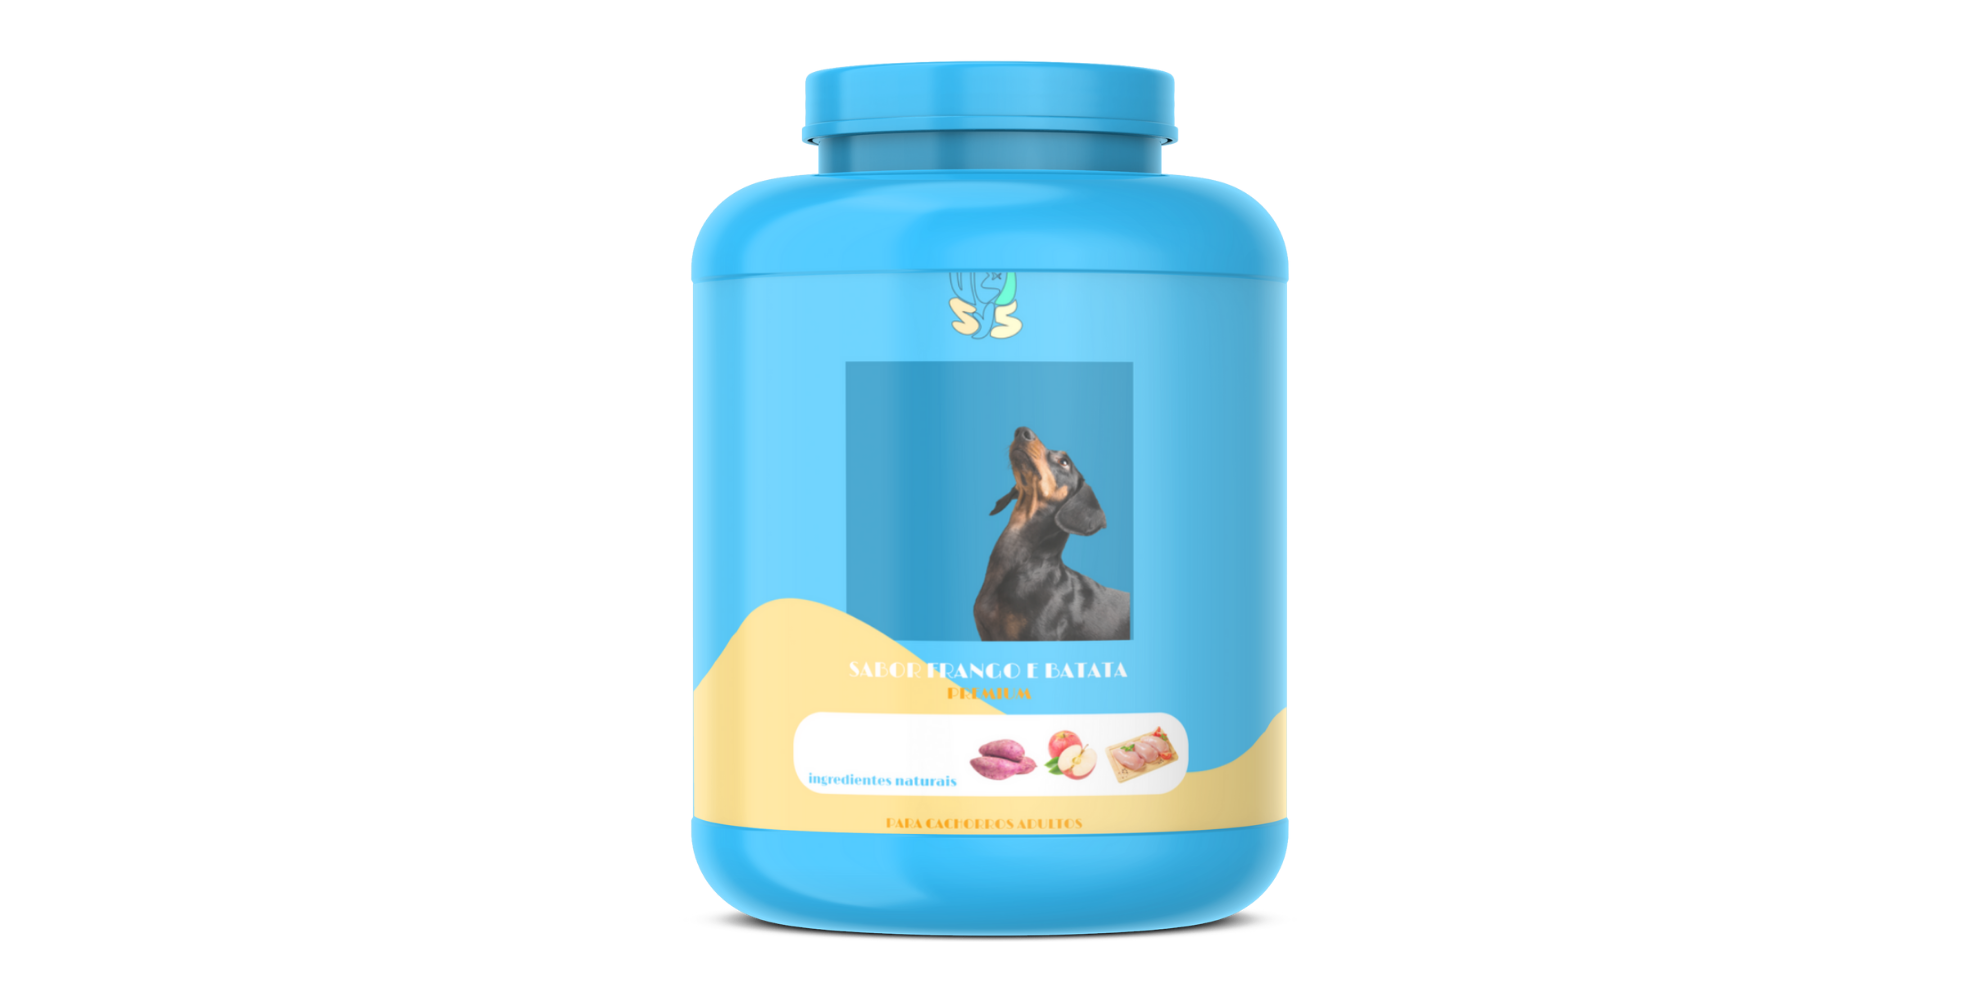 SABOR FRANGO E BATATA
PREMIUM
ingredientes naturais
PARA CACHORROS ADULTOS